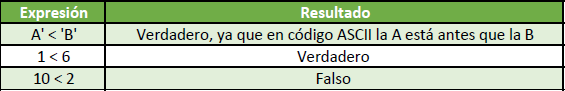 Expresión Resultado
A' < 'B' Verdadero, ya que en código ASCII la A está antes que la B
1 < 6 Verdadero
10 < 2 Falso